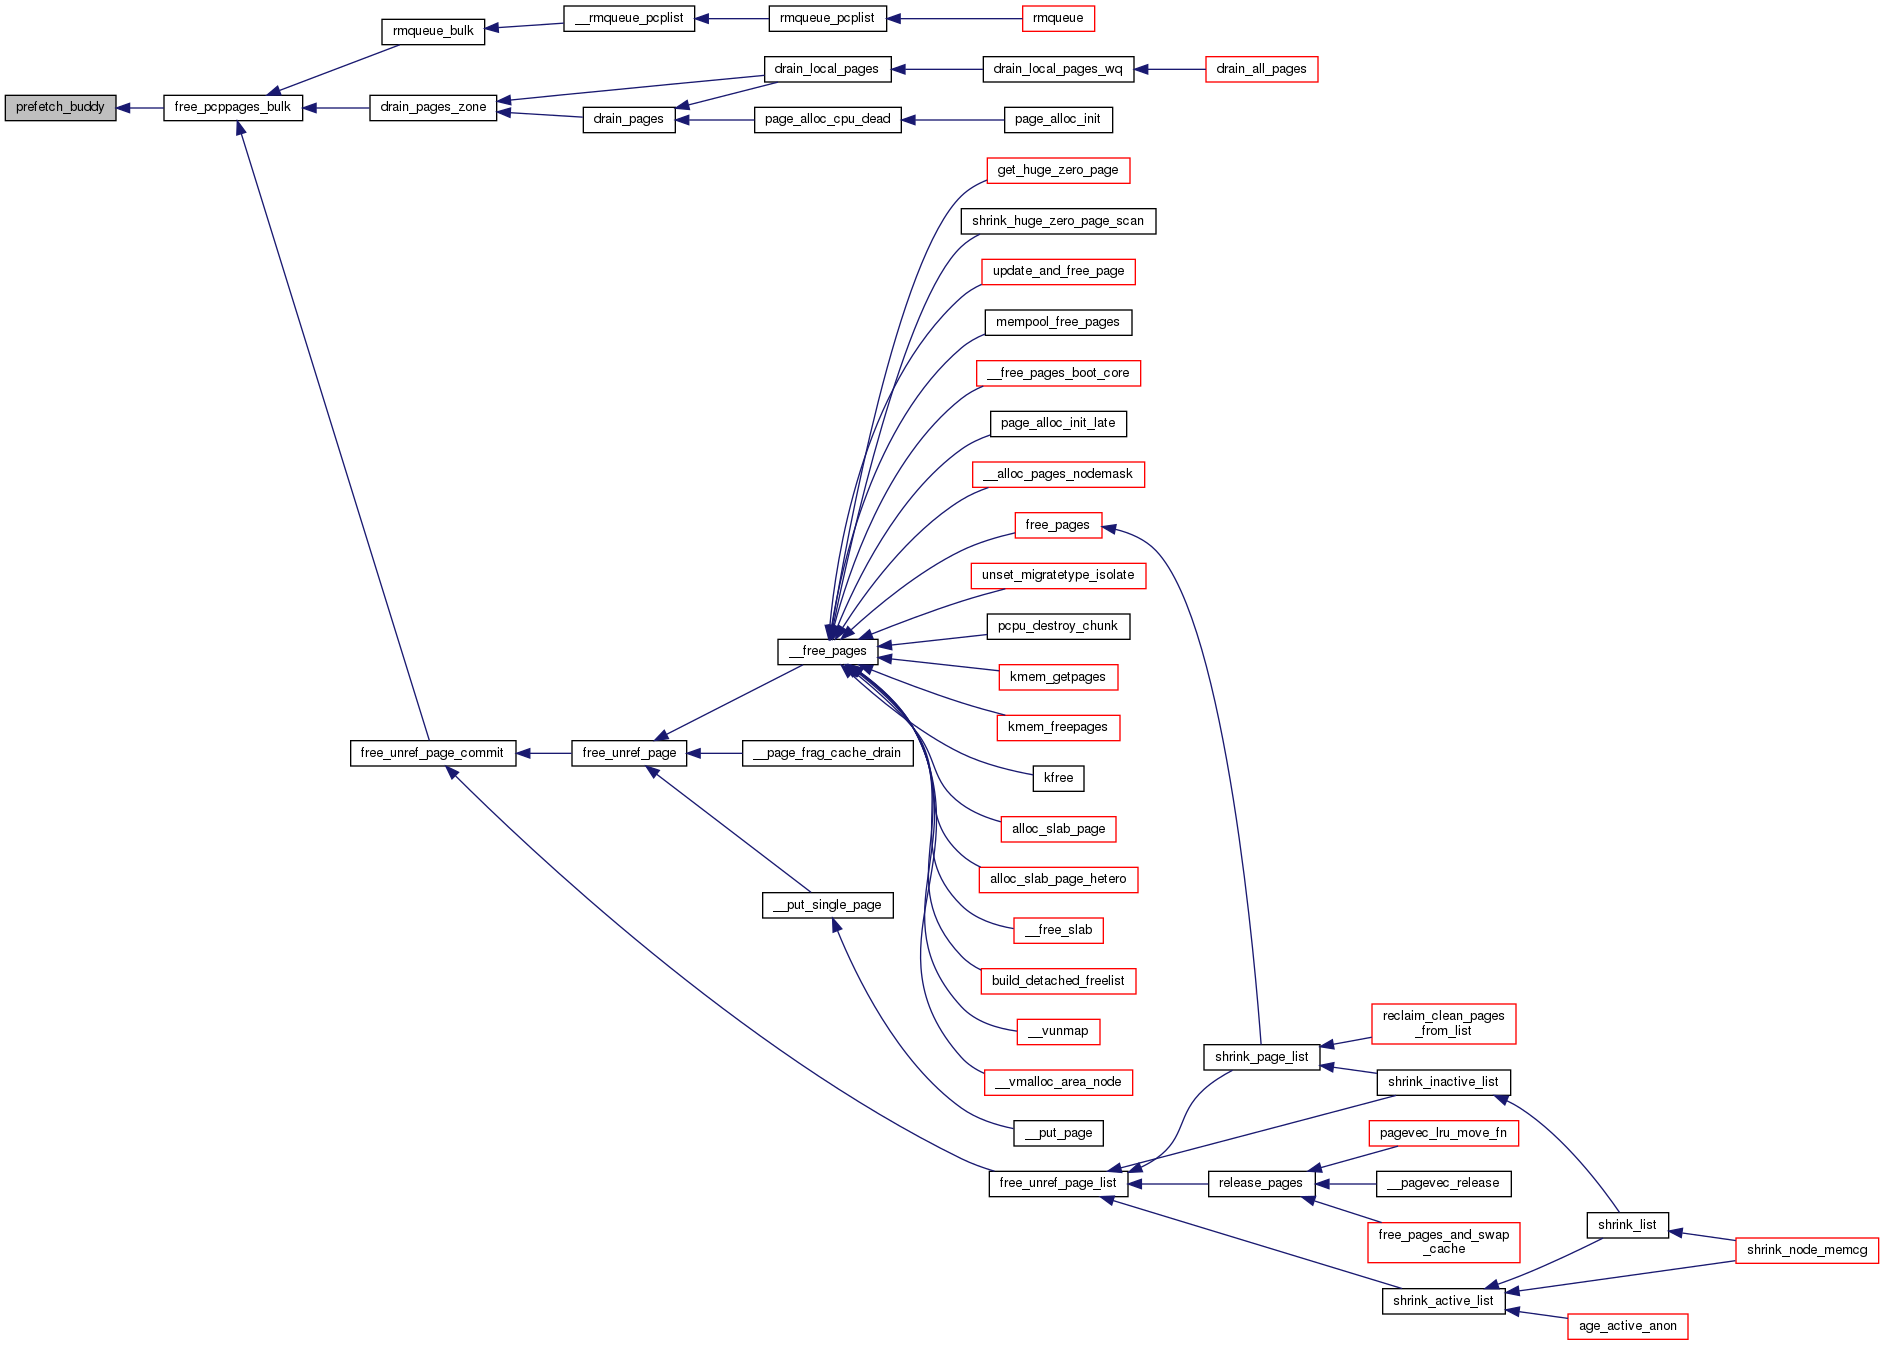 prefetch_buddy
free_pcppages_bulk
rmqueue_bulk
__rmqueue_pcplist
rmqueue_pcplist
rmqueue
drain_pages_zone
drain_local_pages
drain_local_pages_wq
drain_all_pages
drain_pages
page_alloc_cpu_dead
page_alloc_init
get_huge_zero_page
shrink_huge_zero_page_scan
update_and_free_page
mempool_free_pages
__free_pages_boot_core
page_alloc_init_late
__alloc_pages_nodemask
free_pages
unset_migratetype_isolate
pcpu_destroy_chunk
__free_pages
kmem_getpages
kmem_freepages
free_unref_page_commit
free_unref_page
__page_frag_cache_drain
kfree
alloc_slab_page
alloc_slab_page_hetero
__put_single_page
__free_slab
build_detached_freelist
__vunmap
__vmalloc_area_node
__put_page
free_unref_page_list
shrink_page_list
reclaim_clean_pages
_from_list
shrink_inactive_list
pagevec_lru_move_fn
release_pages
__pagevec_release
free_pages_and_swap
_cache
shrink_list
shrink_node_memcg
shrink_active_list
age_active_anon